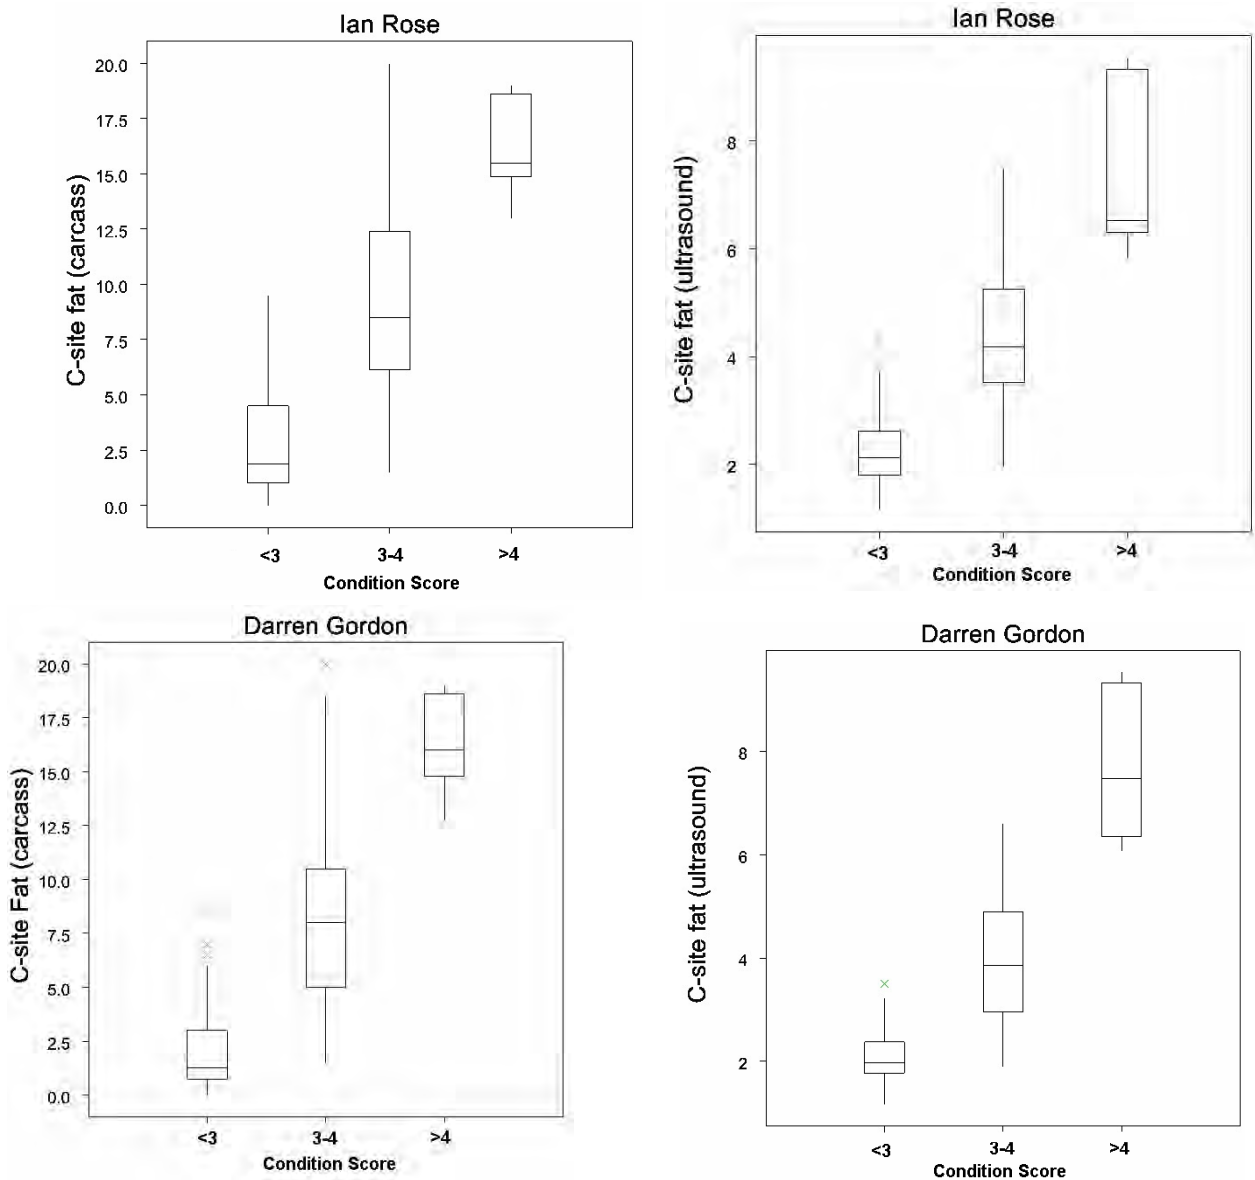 Ian Rose
C-site fat (carcass)
20.0
17.5
15.0
12.5
10.0
7.5
5.0
2.5
0.0
<3 3-4 >4
Condition Score
Ian Rose
C-site fat (ultrasound)
8
6
4
2
<3 3-4 >4
Condition Score
Darren Gordon
C-site Fat (carcass)
20.0
17.5
15.0
12.5
10.0
7.5
5.0
2.5
0.0
<3 3-4 >4
Condition Score
Darren Gordon
C-site fat (ultrasound)
8
6
4
2
<3 3-4 >4
Condition Score